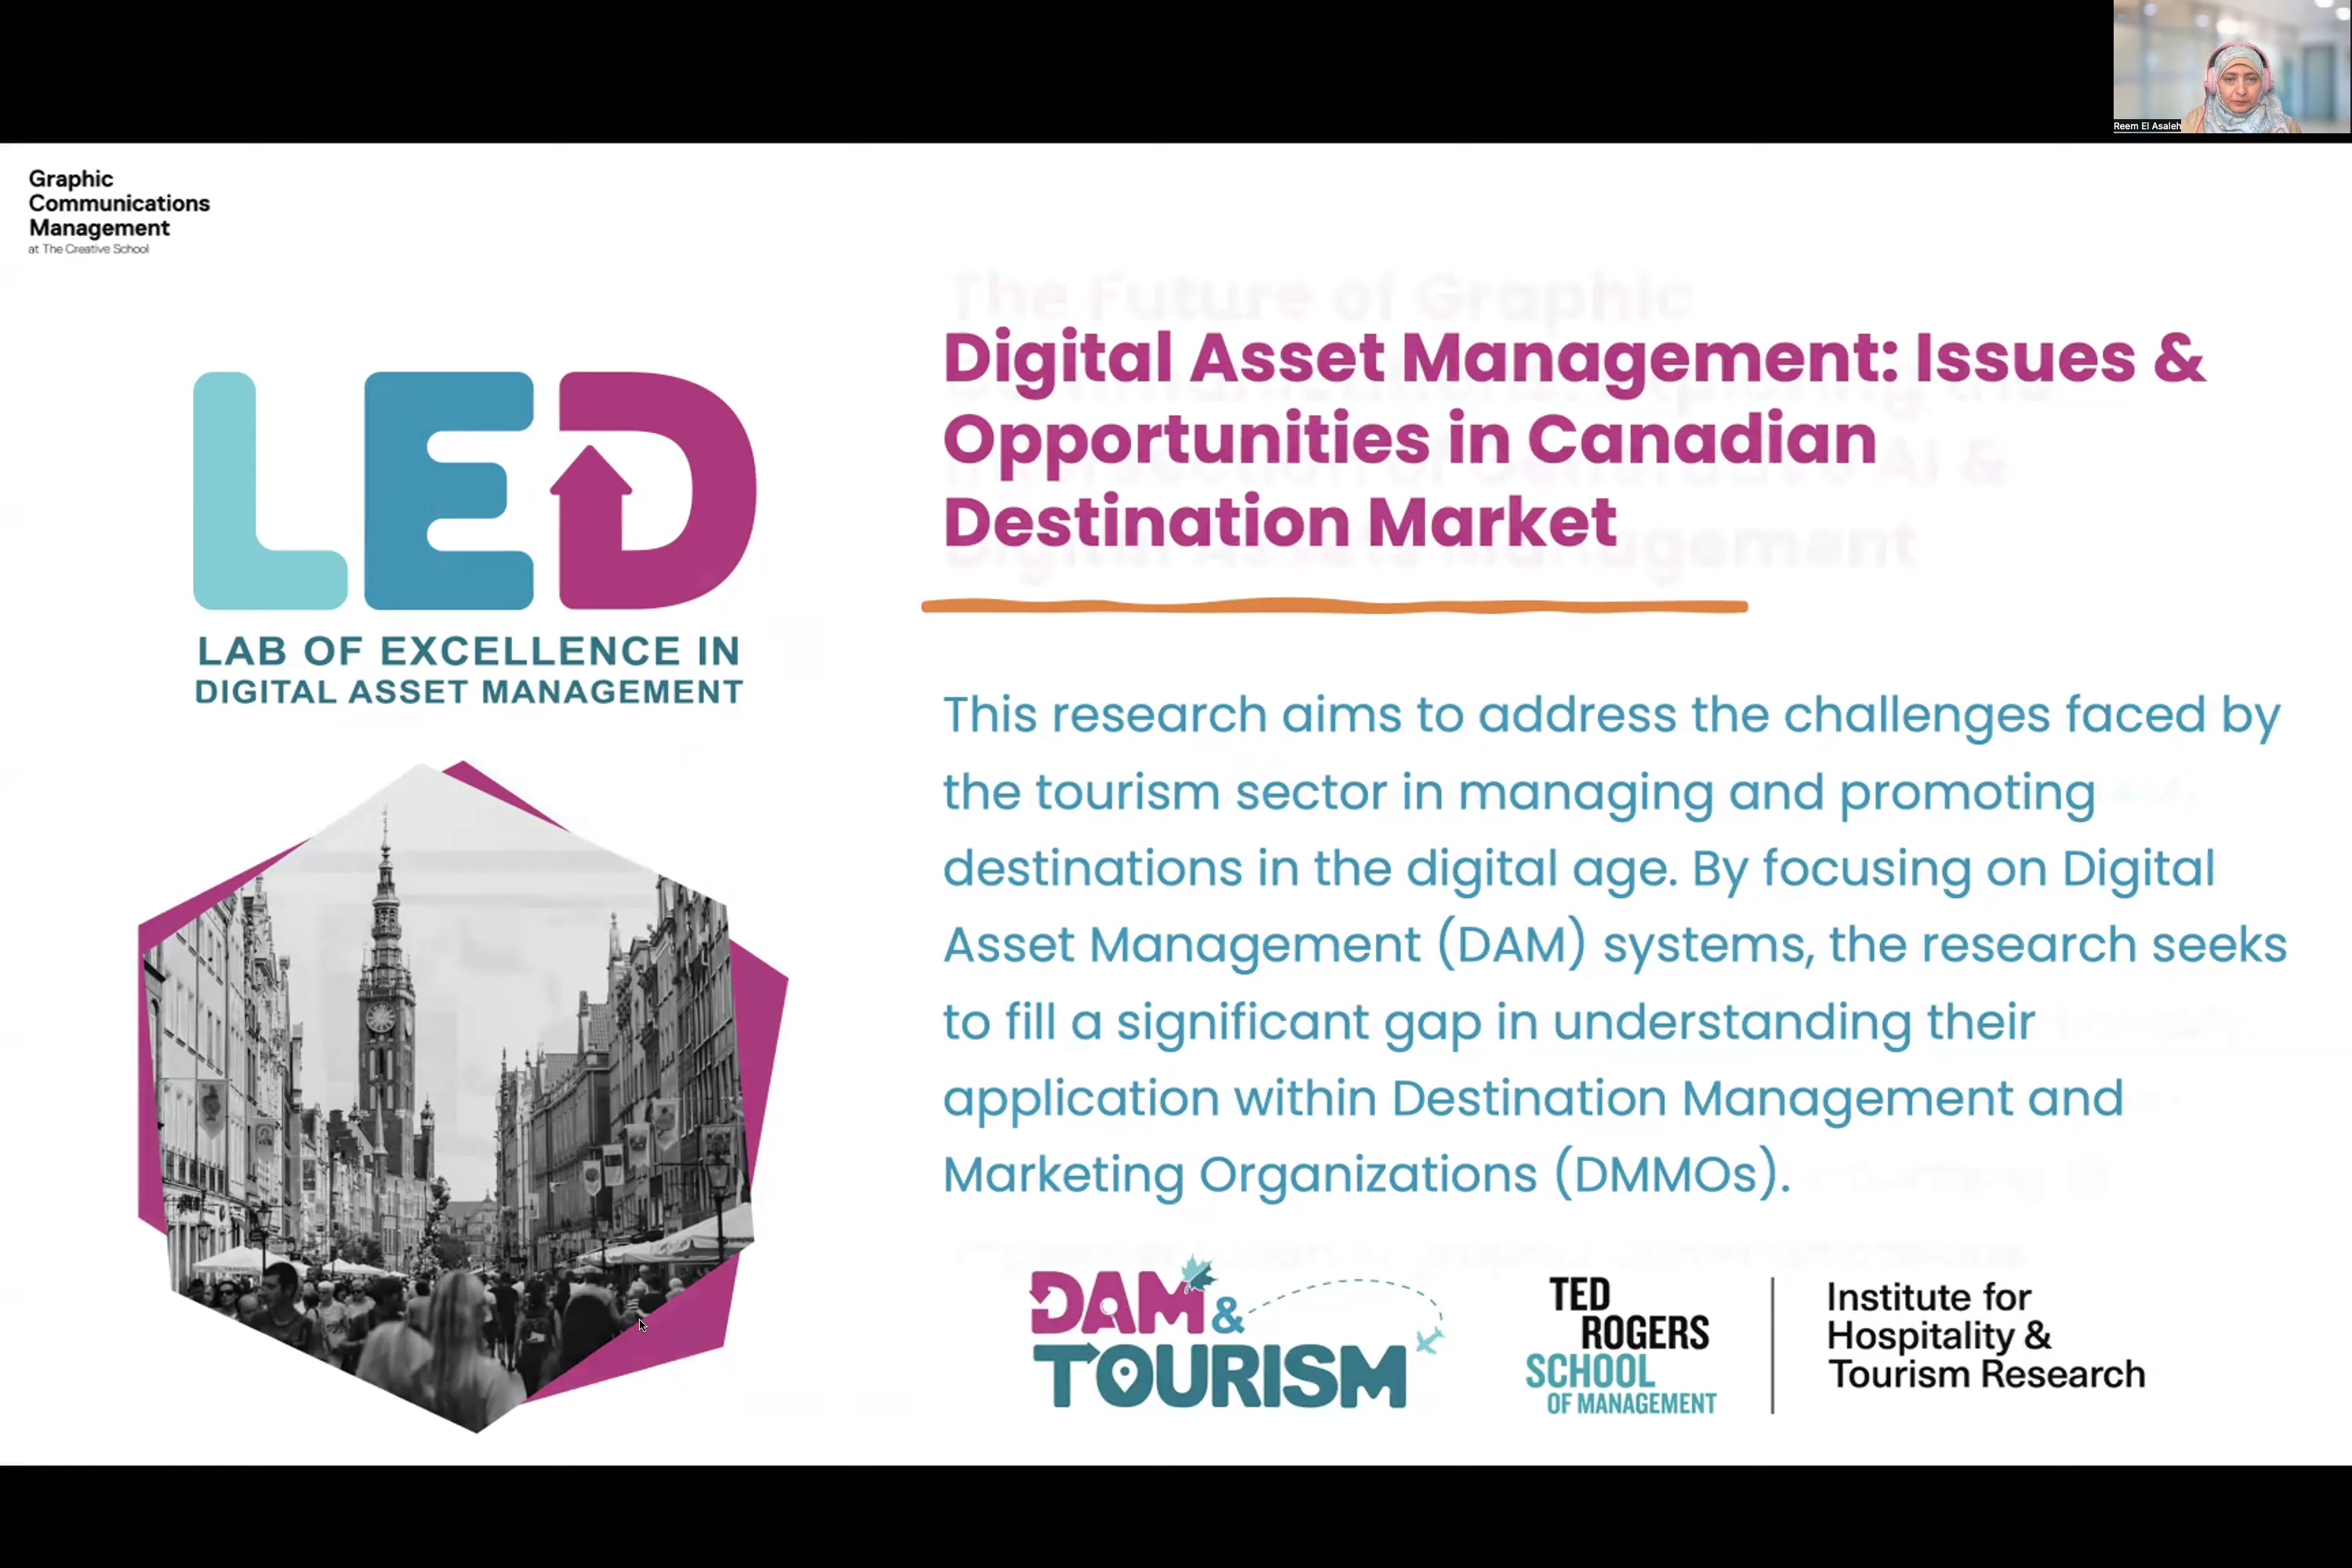 Reem El Asaleh
Graphic
Communications
Management
at The Creative School
LED
LAB OF EXCELLENCE IN
DIGITAL ASSET MANAGEMENT
The Future of Graphic
Digital Asset Management: Issues &
Opportunities in Canadian
Destination Market
This research aims to address the challenges faced by
the tourism sector in managing and promoting
destinations in the digital age. By focusing on Digital
Asset Management (DAM) systems, the research seeks
to fill a significant gap in understanding their
application within Destination Management and
Marketing Organizations (DMMOs).
DAM &
TOURISM
TED
ROGERS
SCHOOL
OF MANAGEMENT
Institute for
Hospitality &
Tourism Research